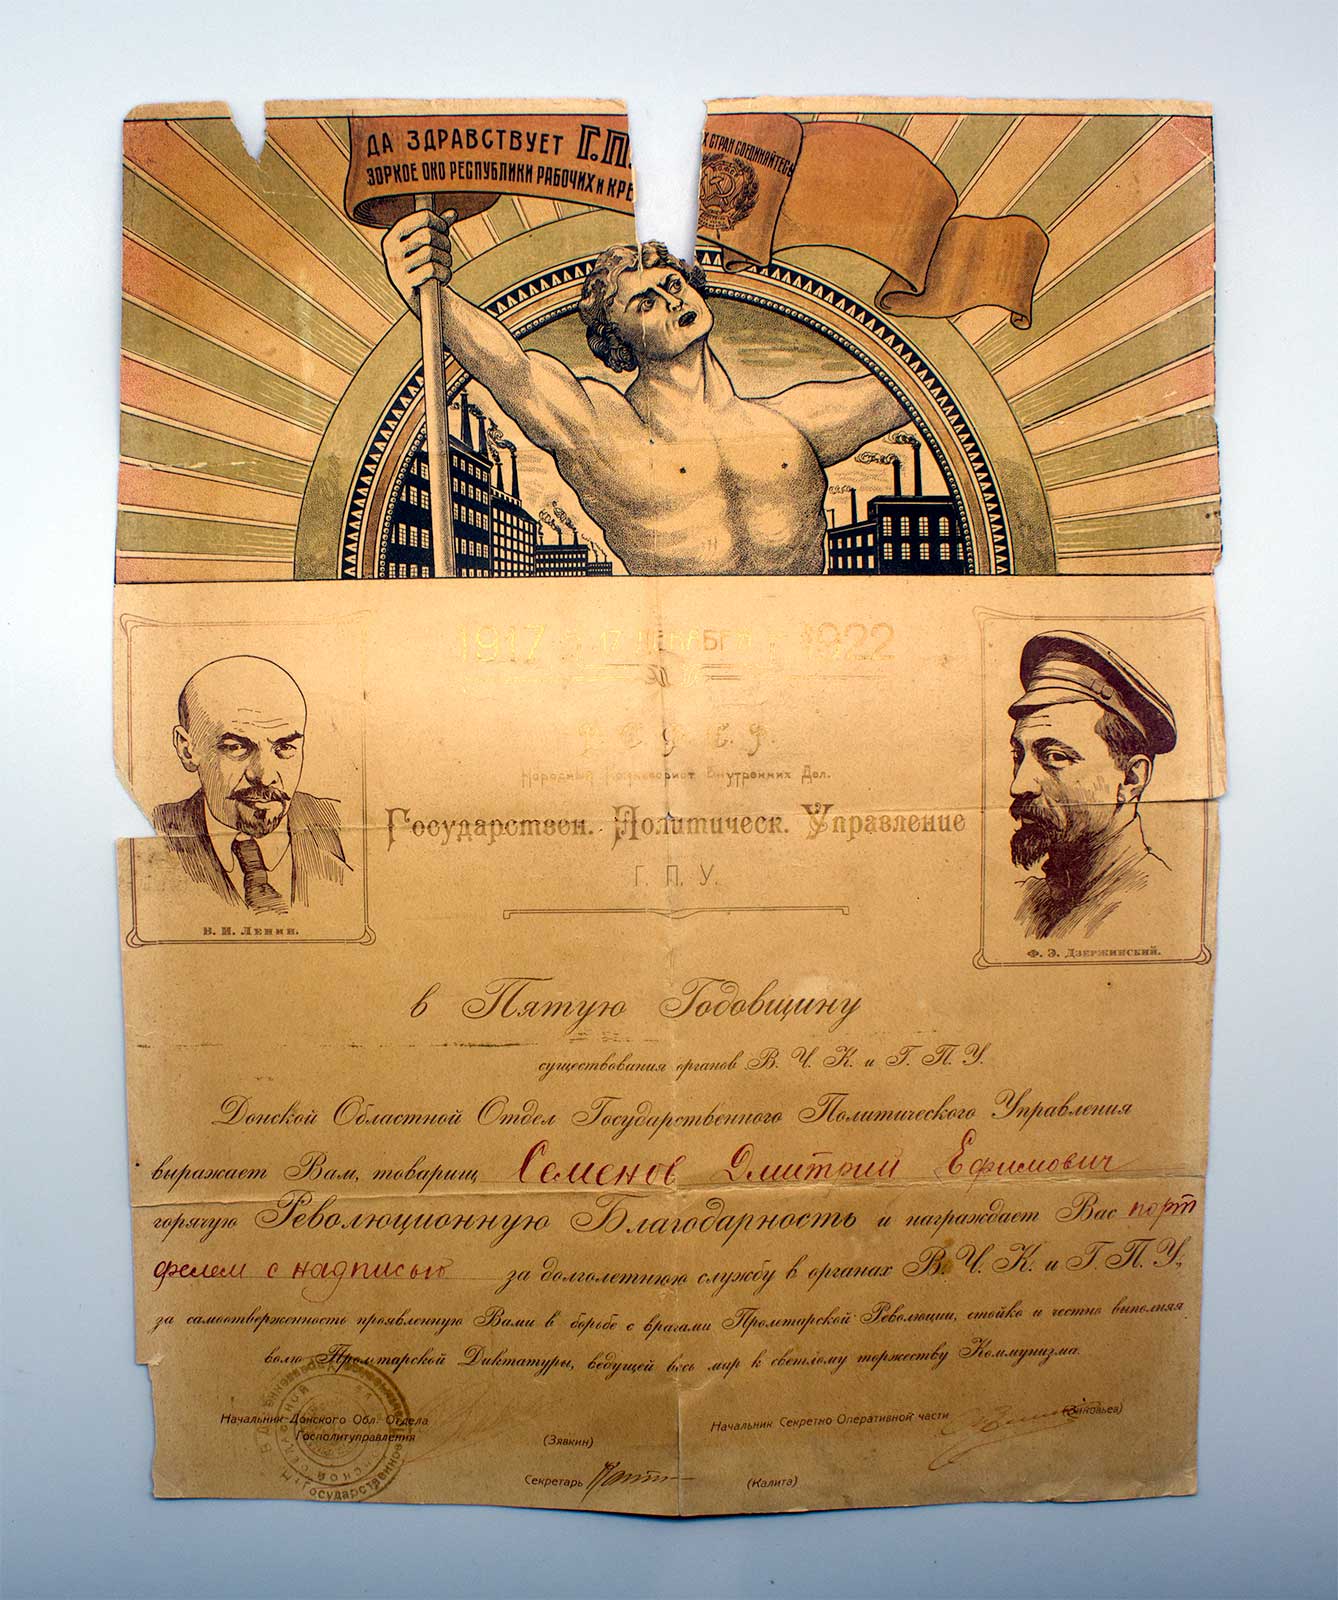 ДА ЗДРАВСТВУЕТ Г.П.
ЗОРКОЕ ОКО РЕСПУБЛИКИ РАБОЧИХ и КРЕ
Х СТРАН СОЕДИНЯЙТЕСЬ
1917 17 ДЕКАБРЯ 1922
Р. С. Ф. С. Р.
Народный Комиссариат Внутренних Дел.
Государствен. Политическ. Управление
Г. П. У.
В. И. Ленин.
Ф. Э. Дзержинский.
в Пятую Годовщину
существования органов В. Ч. К. и Г. П. У.
Донской Областной Отдел Государственного Политического Управления
выражает Вам, товарищ Семенов Дмитрий Ефимович
горячую Революционную Благодарность и награждает Вас порт
фелем с надписью за долголетнюю службу в органах В. Ч. К. и Г. П. У.,
за самоотверженность проявленную Вами в борьбе с врагами Пролетарской Революции, стойко и честно выполняя
волю Пролетарской Диктатуры, ведущей весь мир к светлому торжеству Коммунизма.
Начальник Донского Обл. Отдела
Госполитуправления
(Зявкин)
Начальник Секретно Оперативной части
(Зиновьев)
Секретарь
(Калита)